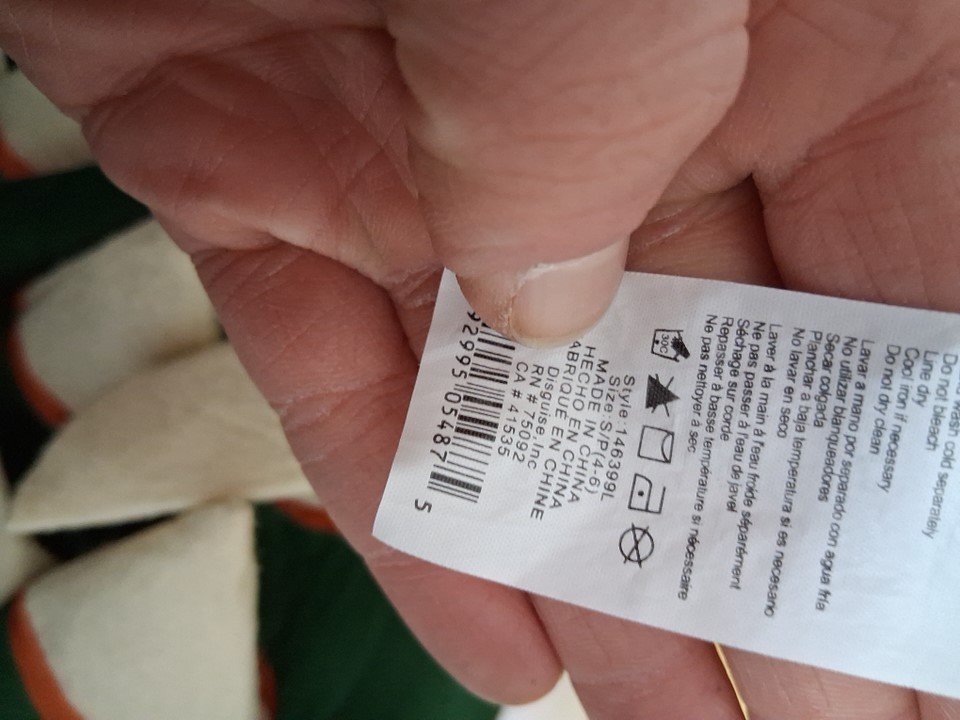 wash cold separately
Do not bleach
Line dry
Cool iron if necessary
Do not dry clean
Lavar a mano por separado con agua fria
No utilizar blanqueadores
Secar colgada
Planchar a baja temperatura si es necesario
No lavar en seco
Laver à la main à l'eau froide séparément
Ne pas passer à l'eau de javel
Séchage sur corde
Repasser à basse température si nécessaire
Ne pas nettoyer à sec
30C
Style:146399L
Size:S/P(4-6)
MADE IN CHINA
HECHO EN CHINA
ABRIQUE EN CHINE
Disguise,Inc
RN # 75092
CA # 41535
92995 05487 5